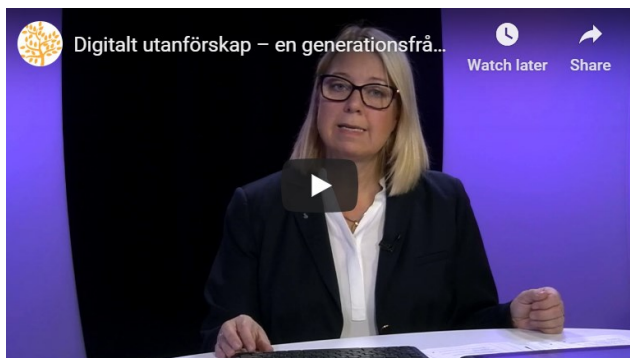 Digitalt utanförskap – en generationsfrå...
Watch later
Share